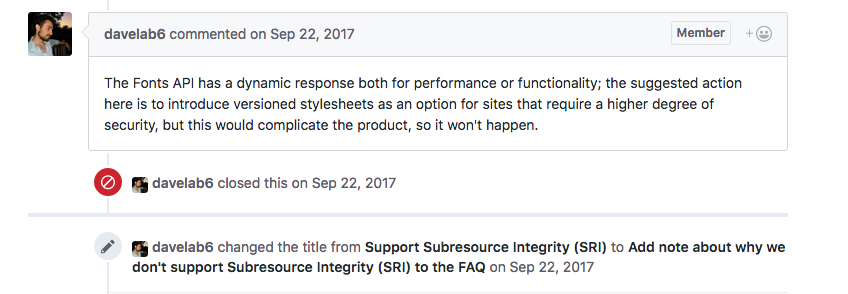 davelab6 commented on Sep 22, 2017 Member +
The Fonts API has a dynamic response both for performance or functionality; the suggested action
here is to introduce versioned stylesheets as an option for sites that require a higher degree of
security, but this would complicate the product, so it won't happen.
davelab6 closed this on Sep 22, 2017
davelab6 changed the title from Support Subresource Integrity (SRI) to Add note about why we
don't support Subresource Integrity (SRI) to the FAQ on Sep 22, 2017